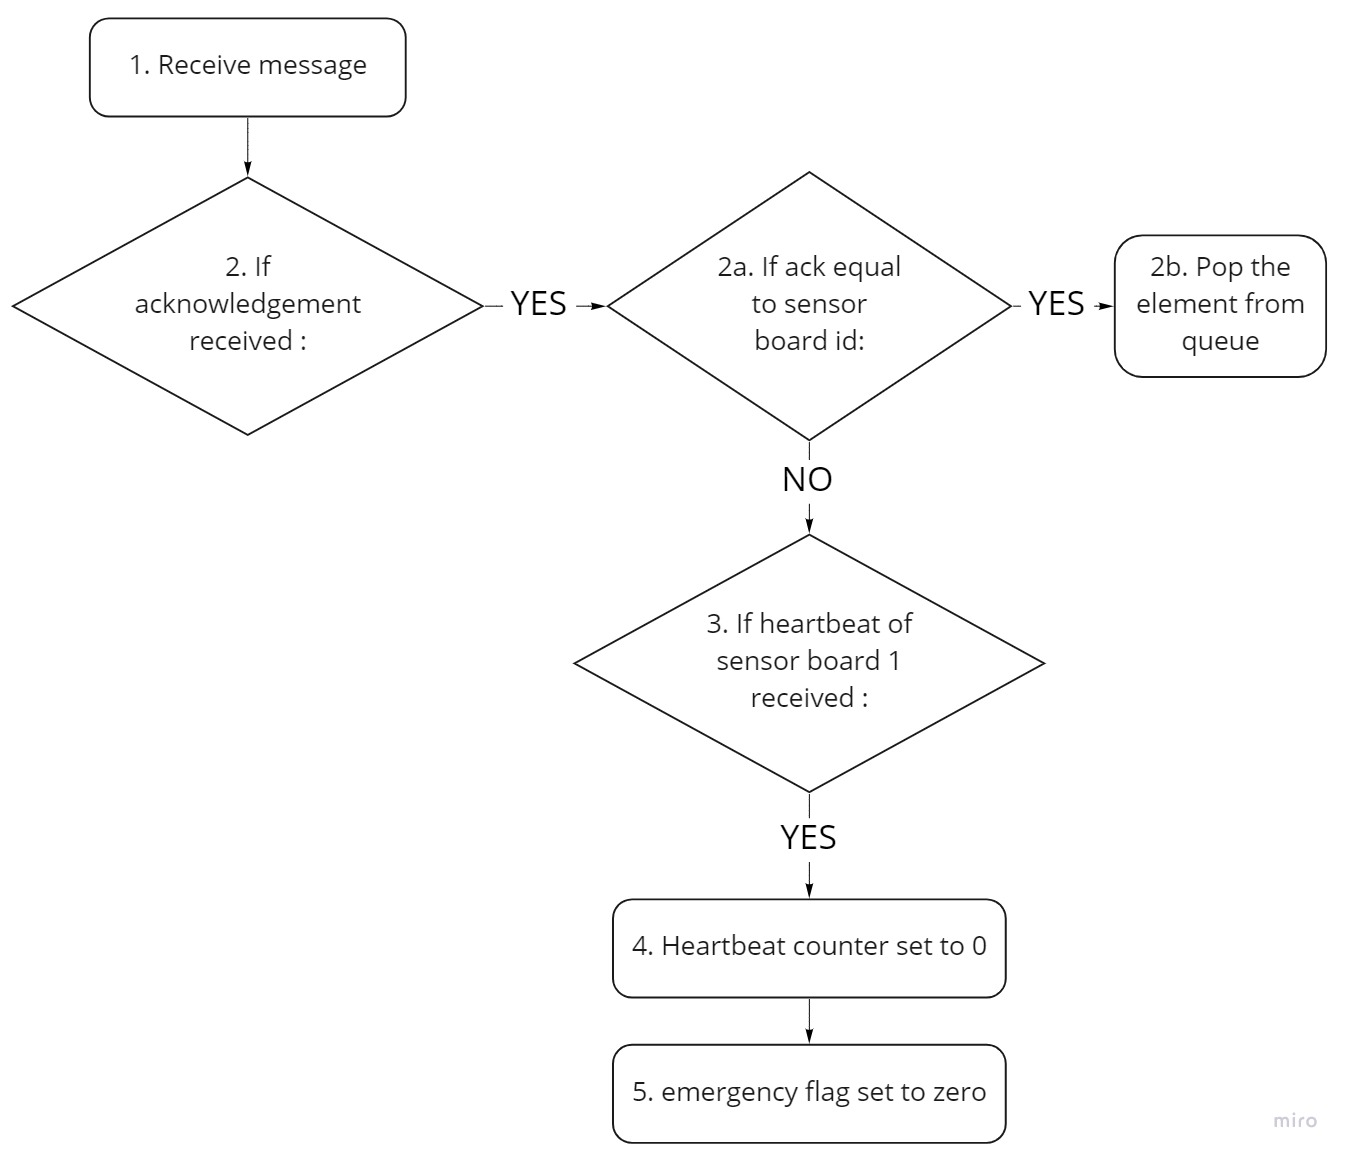 1. Receive message
2. If
acknowledgement
received :
YES
2a. If ack equal
to sensor
board id:
YES
2b. Pop the
element from
queue
NO
3. If heartbeat of
sensor board 1
received :
YES
4. Heartbeat counter set to 0
5. emergency flag set to zero
miro